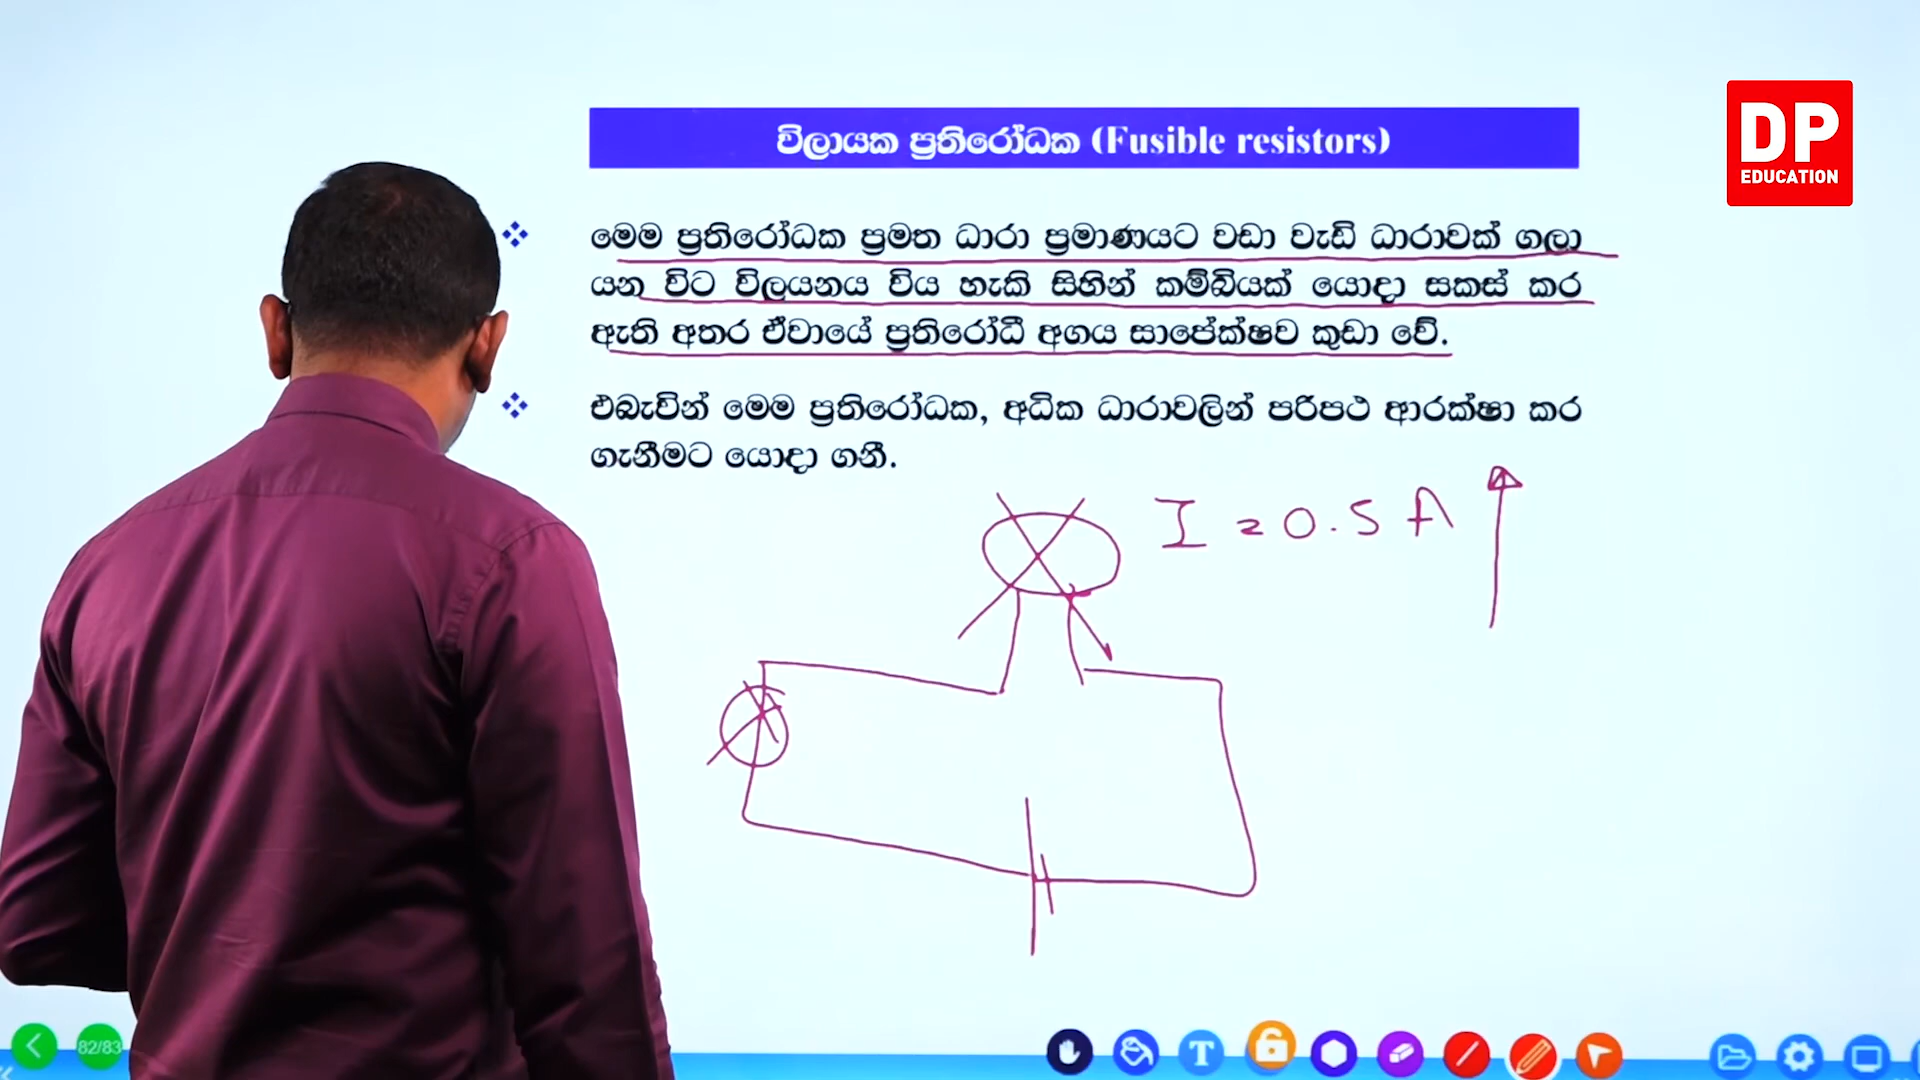 විලායක ප්‍රතිරෝධක (Fusible resistors)
DP
EDUCATION
මෙම ප්‍රතිරෝධක ප්‍රමත ධාරා ප්‍රමාණයට වඩා වැඩි ධාරාවක් ගලා
යන විට විලයනය විය හැකි සිහින් කම්බියක් යොදා සකස් කර
ඇති අතර ඒවායේ ප්‍රතිරෝධී අගය සාපේක්ෂව කුඩා වේ.
එබැවින් මෙම ප්‍රතිරෝධක, අධික ධාරාවලින් පරිපථ ආරක්ෂා කර
ගැනීමට යොදා ගනී.
I = 0.5 A
82/83
T